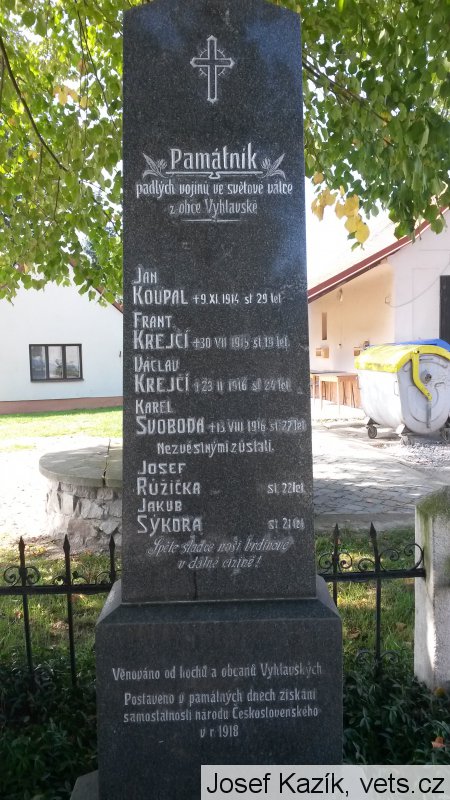 Památník
padlých vojínů ve světové válce
z obce Vyhlavské
Jan
Koupal +9 XI. 1914 st 29 let
Frant
Krejčí +30 VII 1915 st 19 let
Václav
Krejčí +23 II 1916 st 24 let
Karel
Svoboda +13 VIII 1916 st 27 let
Nezvěstnými zůstali.
Josef
Růžička st 22 let
Jakub
Sýkora st 21 let
Spěte sladce naši hrdinové
v dálné cizině!
Věnováno od hochů a obcanů Vyhlavských.
Postaveno v památných dnech získání
samostalnosti národu Československého
v r 1918
Josef Kazík, vets.cz